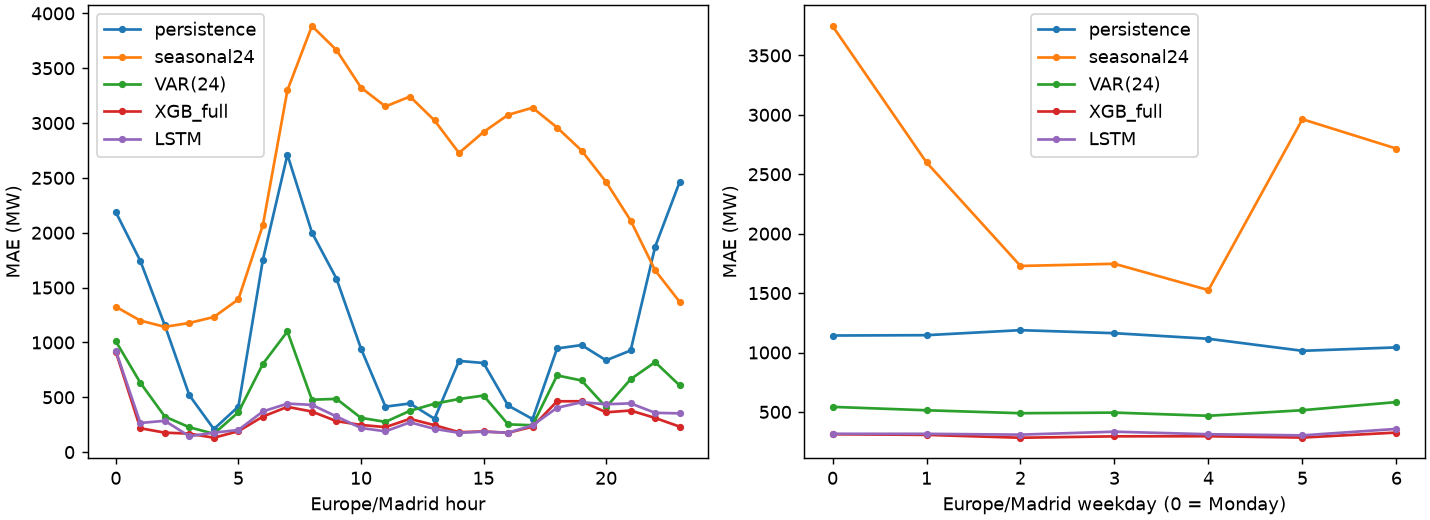 4000
3500
3000
2500
2000
1500
1000
500
0
MAE (MW)
persistence
seasonal24
VAR(24)
XGB_full
LSTM
0
5
10
15
20
Europe/Madrid hour
3500
3000
2500
2000
1500
1000
500
MAE (MW)
persistence
seasonal24
VAR(24)
XGB_full
LSTM
0
1
2
3
4
5
6
Europe/Madrid weekday (0 = Monday)